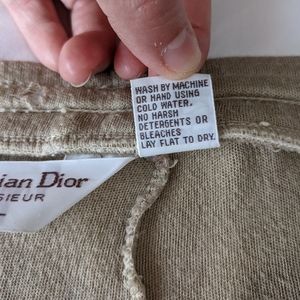 WASH BY MACHINE
OR HAND USING
COLD WATER.
NO HARSH
DETERGENTS OR
BLEACHES
LAY FLAT TO DRY.
ian Dior
SIEUR